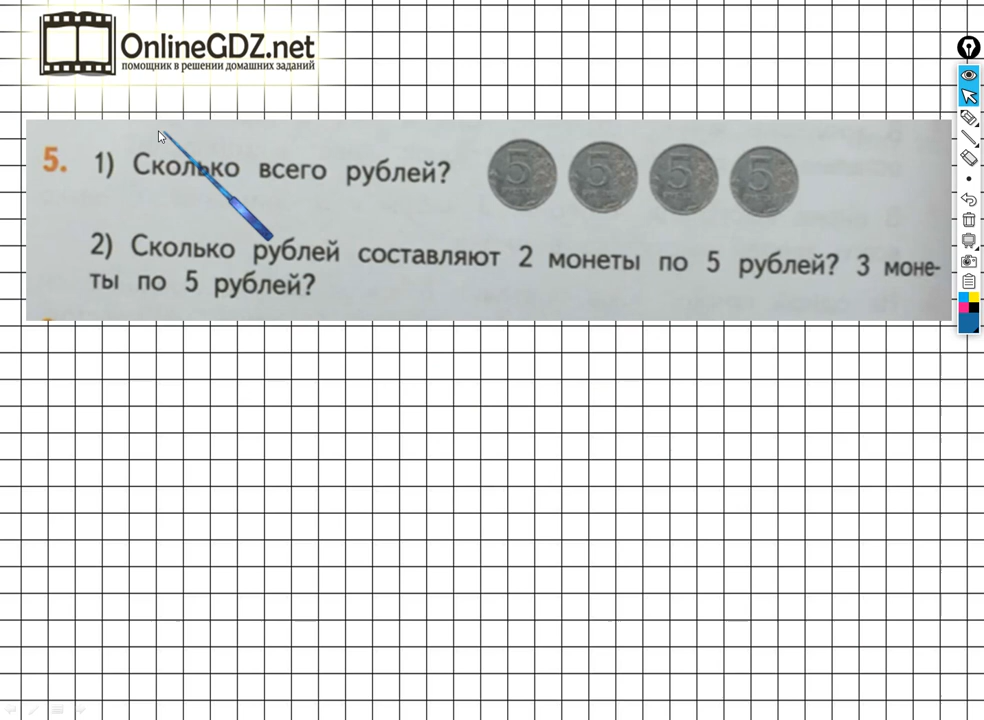 OnlineGDZ.net
помощник в решении домашних заданий
5. 1) Сколько всего рублей?
5 5 5 5
2) Сколько рублей составляют 2 монеты по 5 рублей? 3 моне-
ты по 5 рублей?